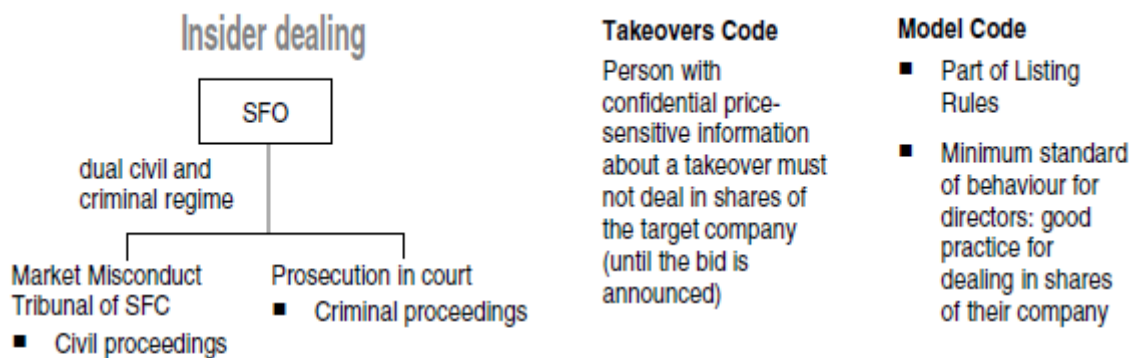 Insider dealing
SFO
dual civil and
criminal regime
Market Misconduct
Tribunal of SFC
■ Civil proceedings
Prosecution in court
■ Criminal proceedings
Takeovers Code
Person with
confidential price-
sensitive information
about a takeover must
not deal in shares of
the target company
(until the bid is
announced)
Model Code
■ Part of Listing
Rules
■ Minimum standard
of behaviour for
directors: good
practice for
dealing in shares
of their company